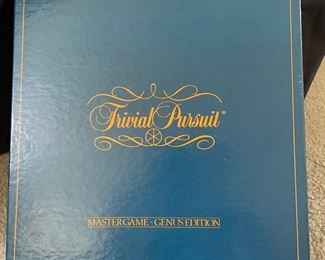 Trivial Pursuit®
MASTER GAME - GENUS EDITION